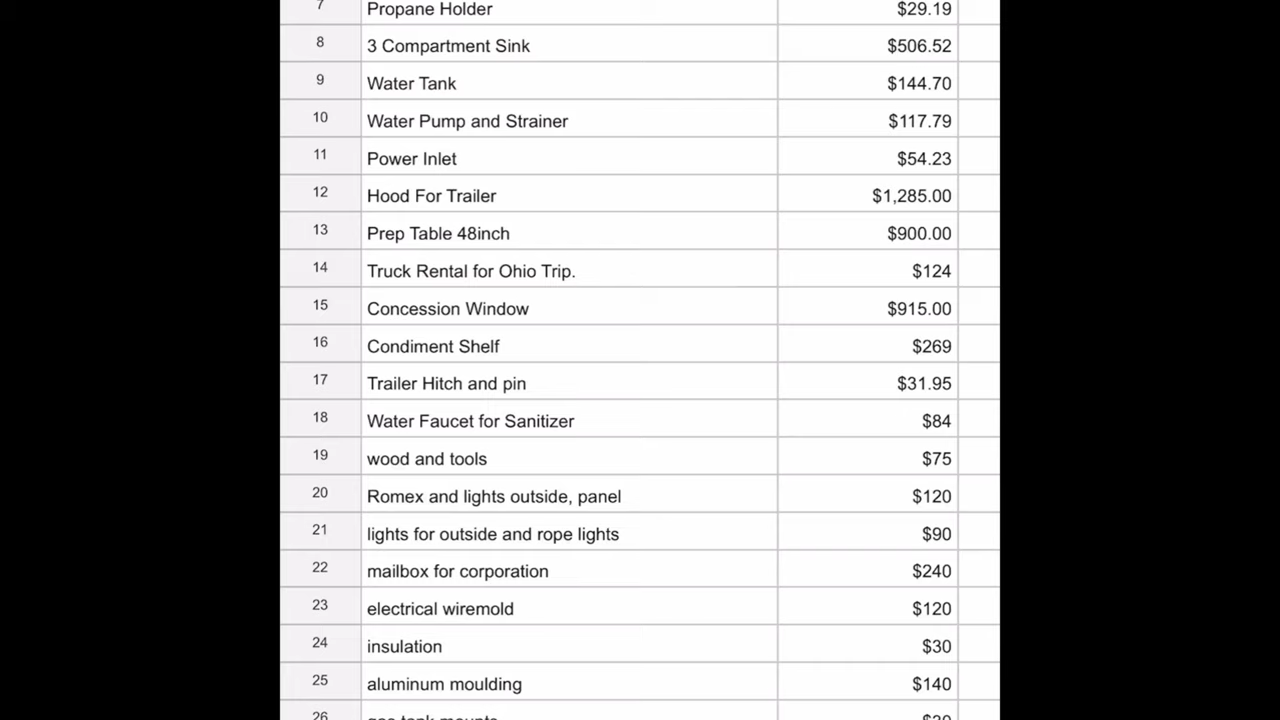 7 Propane Holder $29.19
8 3 Compartment Sink $506.52
9 Water Tank $144.70
10 Water Pump and Strainer $117.79
11 Power Inlet $54.23
12 Hood For Trailer $1,285.00
13 Prep Table 48inch $900.00
14 Truck Rental for Ohio Trip. $124
15 Concession Window $915.00
16 Condiment Shelf $269
17 Trailer Hitch and pin $31.95
18 Water Faucet for Sanitizer $84
19 wood and tools $75
20 Romex and lights outside, panel $120
21 lights for outside and rope lights $90
22 mailbox for corporation $240
23 electrical wiremold $120
24 insulation $30
25 aluminum moulding $140
26 gas tank mounts